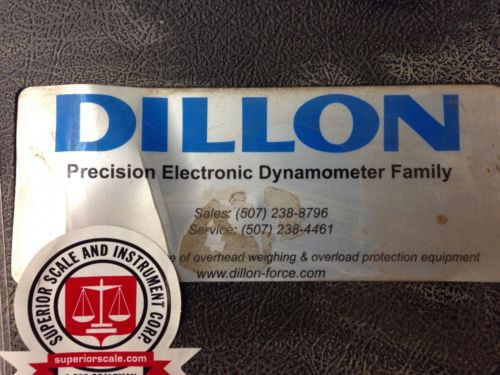 DILLON
Precision Electronic Dynamometer Family
Sales: (507) 238-8796
Service: (507) 238-4461
of overhead weighing & overload protection equipment
www.dillon-force.com
SUPERIOR SCALE AND INSTRUMENT CORP.
superiorscale.com